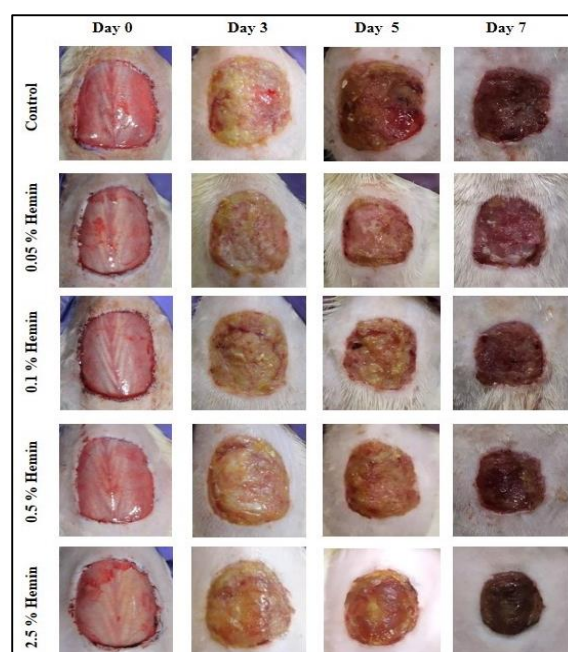 Day 0 Day 3 Day 5 Day 7
Control
0.05 % Hemin
0.1 % Hemin
0.5 % Hemin
2.5 % Hemin